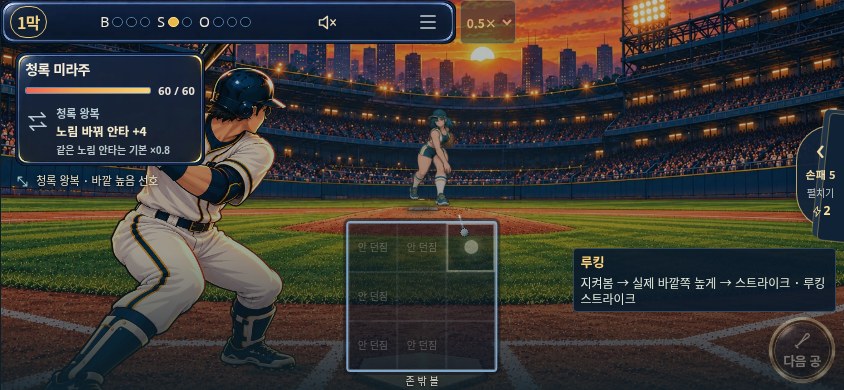 1막
B S O
0.5×
청록 미라주
60 / 60
청록 왕복
노림 바꿔 안타 +4
같은 노림 안타는 기본 ×0.8
청록 왕복 · 바깥 높음 선호
손패 5
펼치기
2
안 던짐 안 던짐
안 던짐
안 던짐 안 던짐
존 밖 볼
루킹
지켜봄 → 실제 바깥쪽 높게 → 스트라이크 · 루킹
스트라이크
다음 공